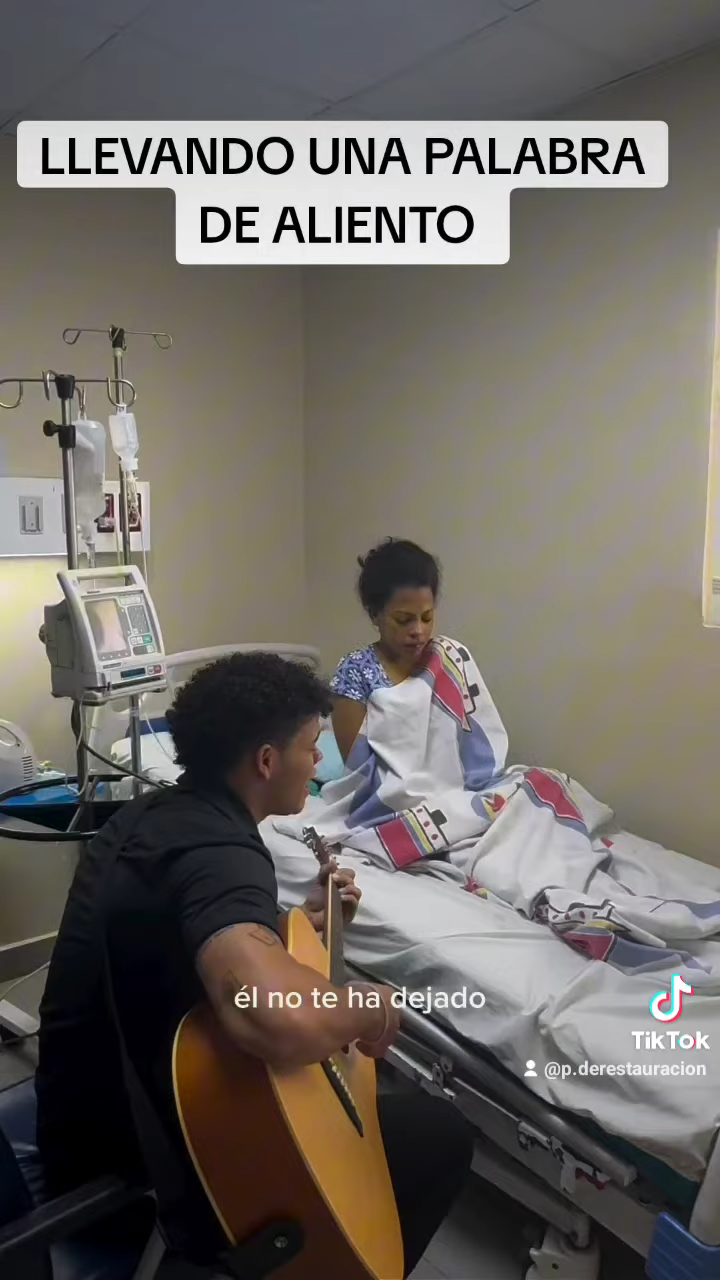 LLEVANDO UNA PALABRA
DE ALIENTO
él no te ha dejado
TikTok
@p.derestauracion